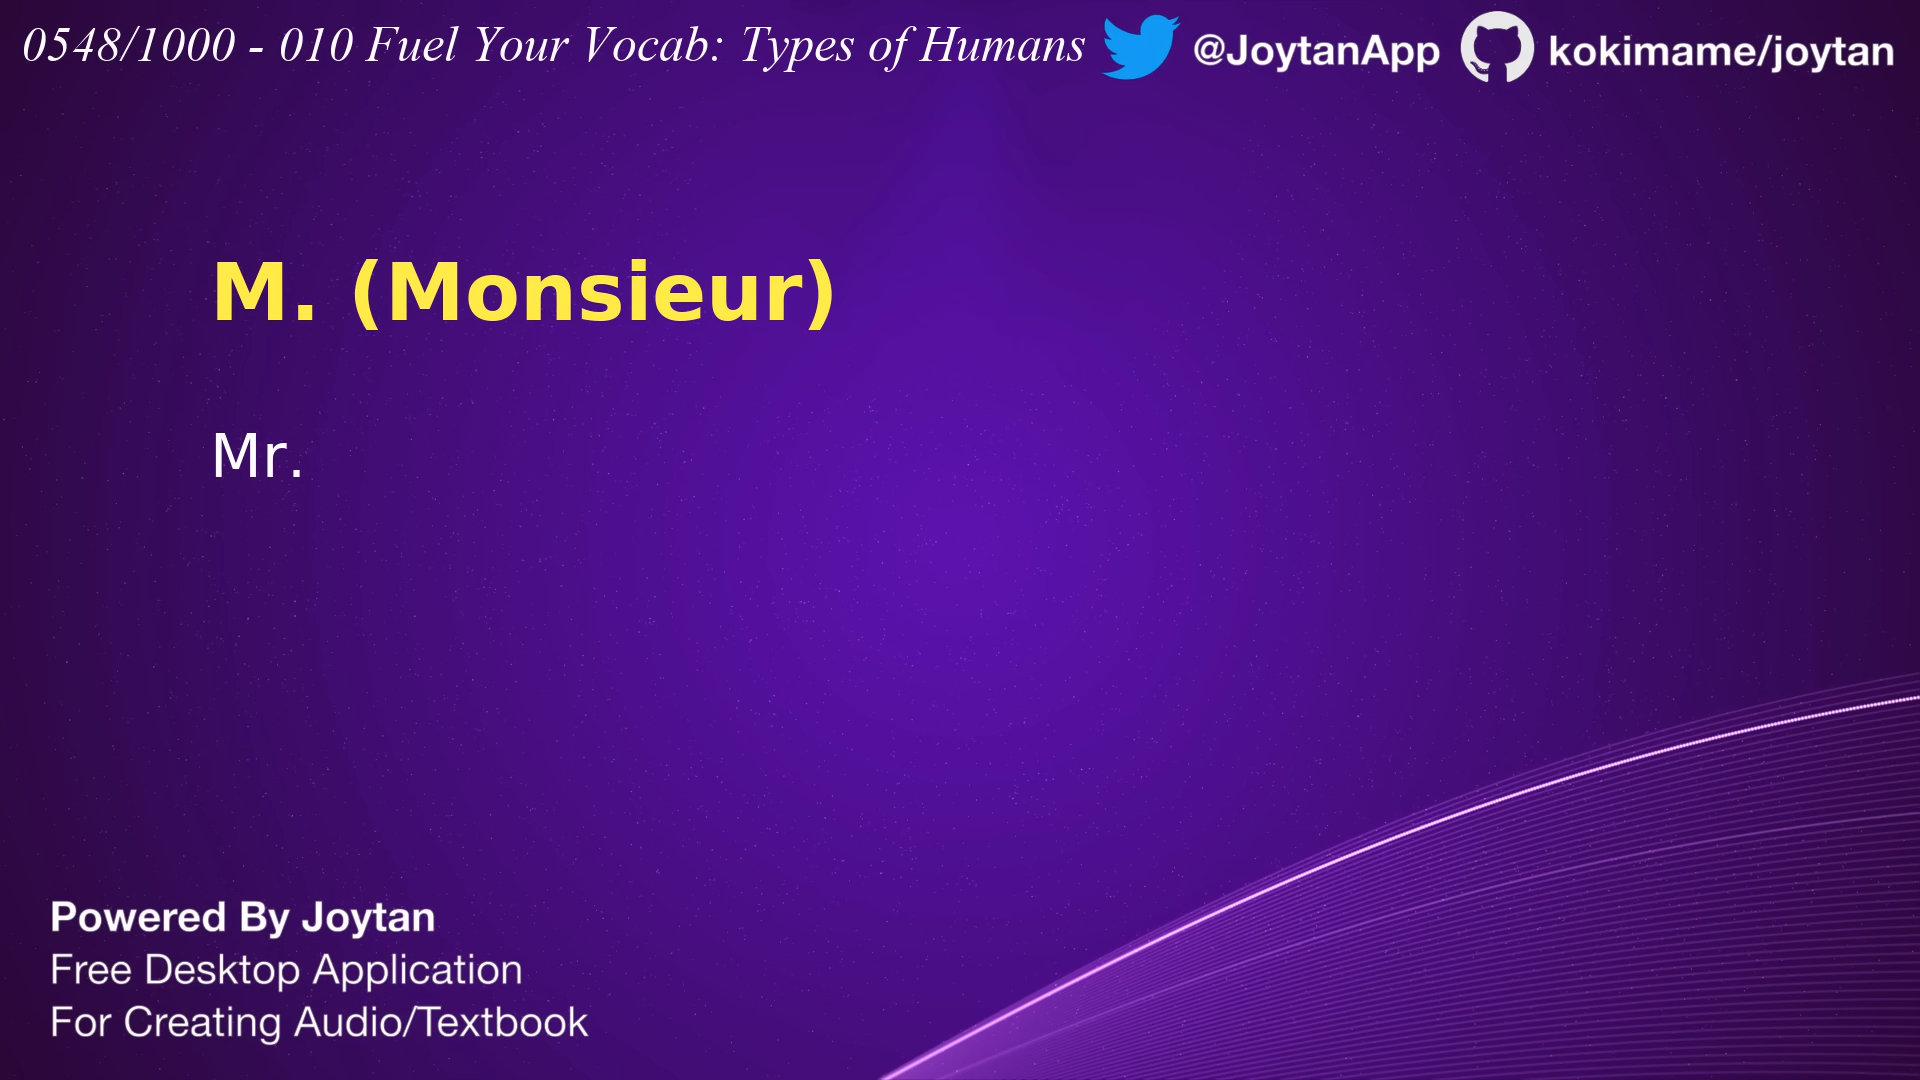 0548/1000 - 010 Fuel Your Vocab: Types of Humans @JoytanApp kokimame/joytan
M. (Monsieur)
Mr.
Powered By Joytan
Free Desktop Application
For Creating Audio/Textbook